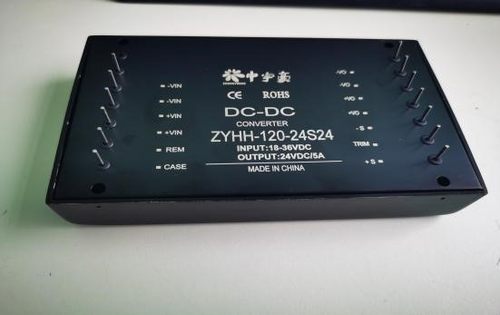 中宇豪
CE ROHS
DC-DC
CONVERTER
ZYHH-120-24S24
INPUT:18-36VDC
OUTPUT:24VDC/5A
MADE IN CHINA
-VIN
-VIN
+VIN
+VIN
REM
CASE
-VO
-VO
+VO
+VO
-S
TRIM
+S